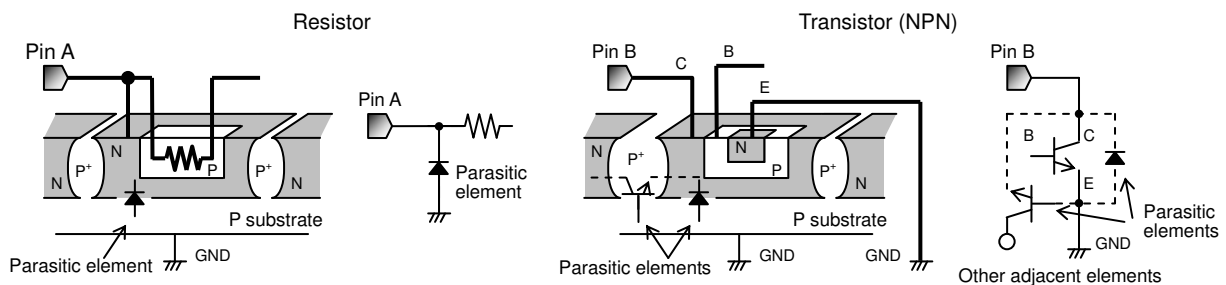 Resistor
Pin A
N
N
P+
P
P+
N
P substrate
Parasitic element
GND
Pin A
Parasitic
element
Transistor (NPN)
Pin B
C
B
E
N
P+
N
N
P
P+
N
P substrate
Parasitic elements
GND
GND
Pin B
B
C
E
GND
Parasitic
elements
Other adjacent elements